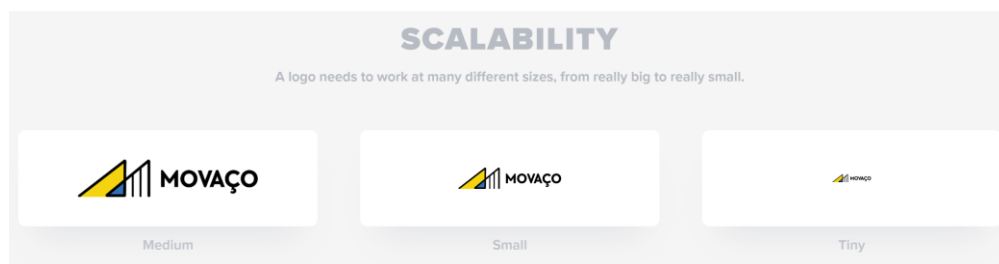 SCALABILITY
A logo needs to work at many different sizes, from really big to really small.
MOVAÇO
MOVAÇO
MOVAÇO
Medium
Small
Tiny